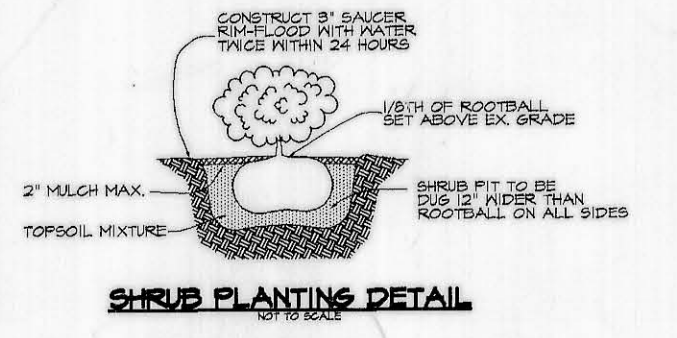 CONSTRUCT 3" SAUCER
RIM-FLOOD WITH WATER
TWICE WITHIN 24 HOURS
1/8TH OF ROOTBALL
SET ABOVE EX. GRADE
2" MULCH MAX.
SHRUB PIT TO BE
DUG 12" WIDER THAN
ROOTBALL ON ALL SIDES
TOPSOIL MIXTURE
SHRUB PLANTING DETAIL
NOT TO SCALE